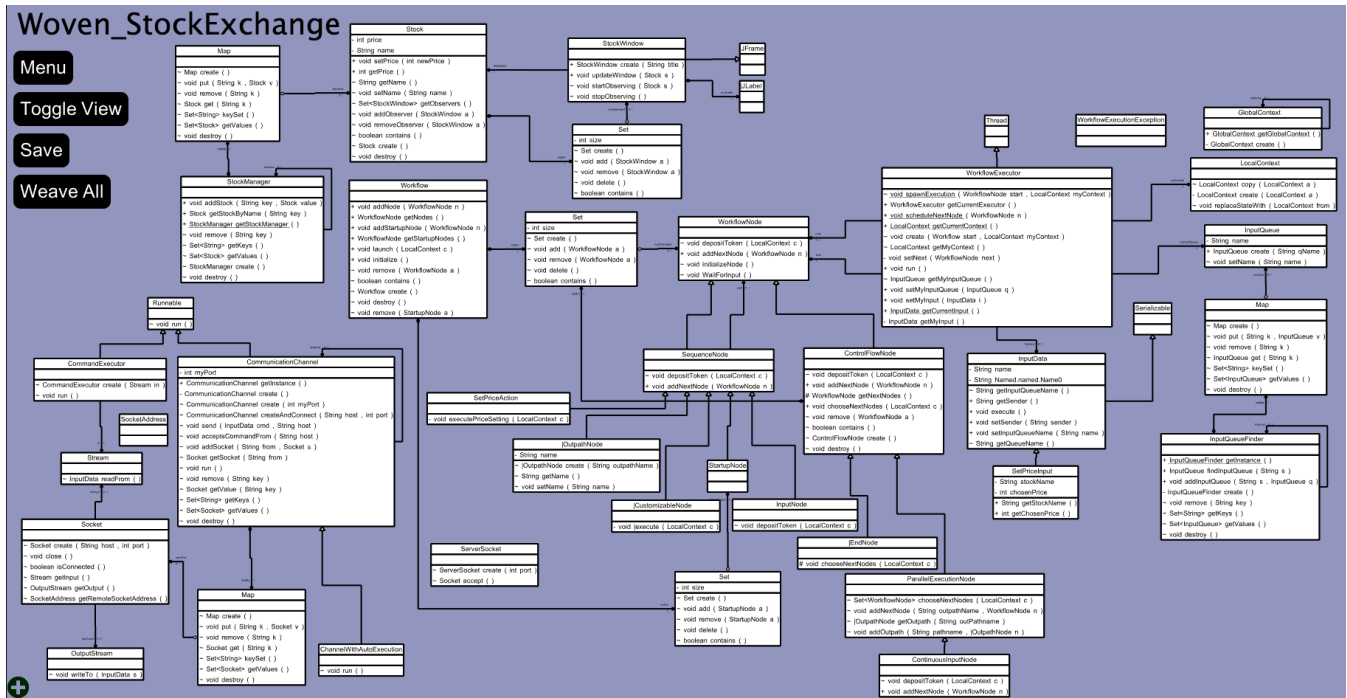 Woven_StockExchange
Menu
Toggle View
Save
Weave All
Map
~ Map create ( )
~ void put ( String k , Stock v )
~ void remove ( String k )
~ Stock get ( String k )
~ Set<String> keySet ( )
~ Set<Stock> getValues ( )
~ void destroy ( )
Stock
- int price
- String name
+ void setPrice ( int newPrice )
+ int getPrice ( )
~ String getName ( )
~ void setName ( String name )
~ Set<StockWindow> getObservers ( )
~ void addObserver ( StockWindow a )
~ void removeObserver ( StockWindow a )
~ boolean contains ( )
~ Stock create ( )
~ void destroy ( )
StockWindow
+ StockWindow create ( String title )
~ void updateWindow ( Stock s )
~ void startObserving ( Stock s )
~ void stopObserving ( )
JFrame
JLabel
Set
- int size
~ Set create ( )
~ void add ( StockWindow a )
~ void remove ( StockWindow a )
~ void delete ( )
~ boolean contains ( )
StockManager
+ void addStock ( String key , Stock value )
+ Stock getStockByName ( String key )
+ StockManager getStockManager ( )
~ void remove ( String key )
~ Set<String> getKeys ( )
~ Set<Stock> getValues ( )
~ StockManager create ( )
~ void destroy ( )
Workflow
+ void addNode ( WorkflowNode n )
~ WorkflowNode getNodes ( )
+ void addStartupNode ( WorkflowNode n )
~ WorkflowNode getStartupNodes ( )
+ void launch ( LocalContext c )
+ void initialize ( )
~ void remove ( WorkflowNode a )
~ boolean contains ( )
~ Workflow create ( )
~ void destroy ( )
~ void remove ( StartupNode a )
Set
- int size
~ Set create ( )
~ void add ( WorkflowNode a )
~ void remove ( WorkflowNode a )
~ void delete ( )
~ boolean contains ( )
WorkflowNode
~ void depositToken ( LocalContext c )
+ void addNextNode ( WorkflowNode n )
~ void initializeNode ( )
~ void WaitForInput ( )
Thread
WorkflowExecutionException
WorkflowExecutor
~ void spawnExecution ( WorkflowNode start , LocalContext myContext )
+ WorkflowExecutor getCurrentExecutor ( )
~ void scheduleNextNode ( WorkflowNode n )
+ LocalContext getCurrentContext ( )
~ void create ( Workflow start , LocalContext myContext )
~ LocalContext getMyContext ( )
- void setNext ( WorkflowNode next )
+ void run ( )
~ InputQueue getMyInputQueue ( )
+ void setMyInputQueue ( InputQueue q )
~ void setMyInput ( InputData i )
+ InputData getCurrentInput ( )
- InputData getMyInput ( )
GlobalContext
+ GlobalContext getGlobalContext ( )
- GlobalContext create ( )
LocalContext
~ LocalContext copy ( LocalContext a )
- LocalContext create ( LocalContext a )
~ void replaceStateWith ( LocalContext from )
InputQueue
- String name
+ InputQueue create ( String qName )
~ void setName ( String name )
Map
~ Map create ( )
~ void put ( String k , InputQueue v )
~ void remove ( String k )
~ InputQueue get ( String k )
~ Set<String> keySet ( )
~ Set<InputQueue> getValues ( )
~ void destroy ( )
InputQueueFinder
+ InputQueueFinder getInstance ( )
+ InputQueue findInputQueue ( String s )
+ void addInputQueue ( String s , InputQueue q )
- InputQueueFinder create ( )
~ void remove ( String key )
~ Set<String> getKeys ( )
~ Set<InputQueue> getValues ( )
~ void destroy ( )
Serializable
InputData
- String name
- String Named.named.Name0
~ String getInputQueueName ( )
+ String getSender ( )
+ void execute ( )
+ void setSender ( String sender )
~ void setInputQueueName ( String name )
~ String getQueueName ( )
SetPriceInput
- String stockName
- int chosenPrice
+ String getStockName ( )
+ int getChosenPrice ( )
Runnable
~ void run ( )
CommandExecutor
~ CommandExecutor create ( Stream in )
~ void run ( )
SocketAddress
Stream
~ InputData readFrom ( )
CommunicationChannel
- int myPort
+ CommunicationChannel getInstance ( )
- CommunicationChannel create ( )
~ CommunicationChannel create ( int myPort )
~ CommunicationChannel createAndConnect ( String host , int port )
~ void send ( InputData cmd , String host )
~ void acceptsCommandFrom ( String host )
~ void addSocket ( String from , Socket s )
~ Socket getSocket ( String from )
~ void run ( )
~ void remove ( String key )
~ Socket getValue ( String key )
~ Set<String> getKeys ( )
~ Set<Socket> getValues ( )
~ void destroy ( )
Socket
~ Socket create ( String host , int port )
~ void close ( )
~ boolean isConnected ( )
~ Stream getInput ( )
~ OutputStream getOutput ( )
~ SocketAddress getRemoteSocketAddress ( )
OutputStream
~ void writeTo ( InputData s )
Map
~ Map create ( )
~ void put ( String k , Socket v )
~ void remove ( String k )
~ Socket get ( String k )
~ Set<String> keySet ( )
~ Set<Socket> getValues ( )
~ void destroy ( )
ChannelWithAutoExecution
~ void run ( )
ServerSocket
~ ServerSocket create ( int port )
~ Socket accept ( )
SetPriceAction
- void executePriceSetting ( LocalContext c )
SequenceNode
~ void depositToken ( LocalContext c )
+ void addNextNode ( WorkflowNode n )
|OutpathNode
- String name
~ |OutpathNode create ( String outpathName )
~ String getName ( )
~ void setName ( String name )
StartupNode
|CustomizableNode
- void |execute ( LocalContext c )
InputNode
~ void depositToken ( LocalContext c )
ControlFlowNode
~ void depositToken ( LocalContext c )
+ void addNextNode ( WorkflowNode n )
# WorkflowNode getNextNodes ( )
+ void chooseNextNodes ( LocalContext c )
~ void remove ( WorkflowNode a )
~ boolean contains ( )
~ ControlFlowNode create ( )
~ void destroy ( )
|EndNode
# void chooseNextNodes ( LocalContext c )
Set
- int size
~ Set create ( )
~ void add ( StartupNode a )
~ void remove ( StartupNode a )
~ void delete ( )
~ boolean contains ( )
ParallelExecutionNode
~ Set<WorkflowNode> chooseNextNodes ( LocalContext c )
~ void addNextNode ( String outpathName , WorkflowNode n )
~ |OutpathNode getOutpath ( String outPathname )
~ void addOutpath ( String pathname , |OutpathNode n )
ContinuousInputNode
~ void depositToken ( LocalContext c )
+ void addNextNode ( WorkflowNode n )